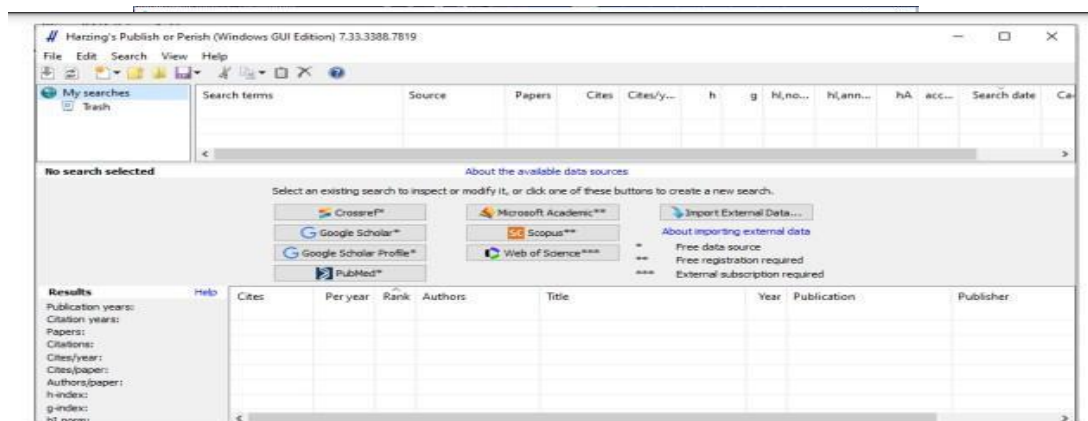 Harzing's Publish or Perish (Windows GUI Edition) 7.33.3388.7819
File Edit Search View Help
My searches
Trash
Search terms Source Papers Cites Cites/y... h g hI,no... hI,ann... hA acc... Search date Ca
No search selected
About the available data sources
Select an existing search to inspect or modify it, or click one of these buttons to create a new search.
Crossref* Microsoft Academic** Import External Data...
Google Scholar* Scopus** About importing external data
Google Scholar Profile* Web of Science*** * Free data source
** Free registration required
PubMed* *** External subscription required
Results Help
Cites Per year Rank Authors Title Year Publication Publisher
Publication years:
Citation years:
Papers:
Citations:
Cites/year:
Cites/paper:
Authors/paper:
h-index:
g-index: